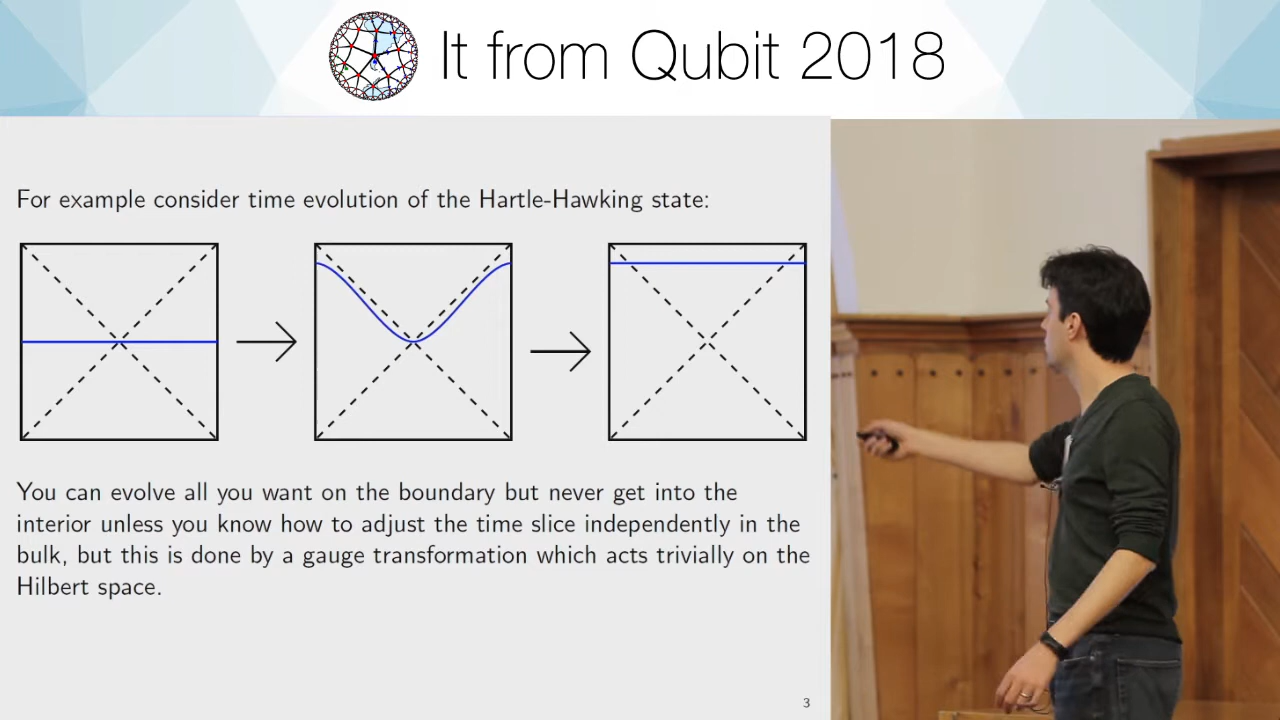 It from Qubit 2018
For example consider time evolution of the Hartle-Hawking state:
You can evolve all you want on the boundary but never get into the
interior unless you know how to adjust the time slice independently in the
bulk, but this is done by a gauge transformation which acts trivially on the
Hilbert space.
3